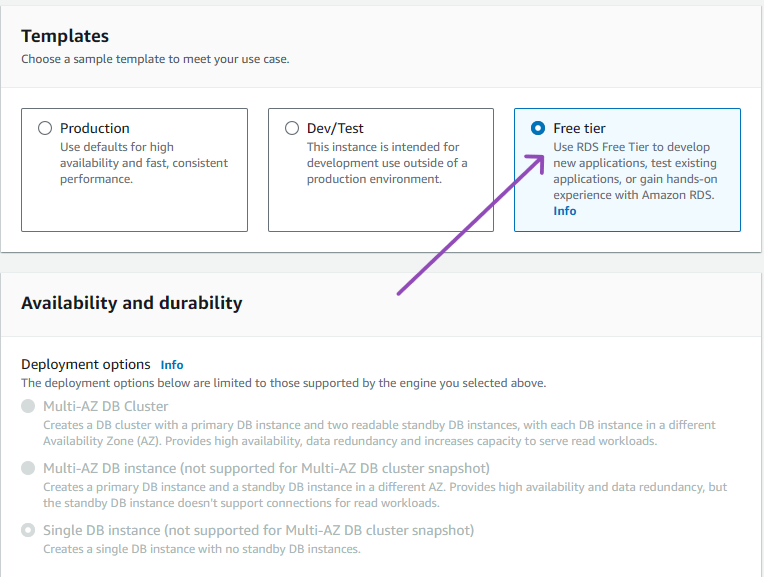 Templates
Choose a sample template to meet your use case.
Production
Use defaults for high
availability and fast, consistent
performance.
Dev/Test
This instance is intended for
development use outside of a
production environment.
Free tier
Use RDS Free Tier to develop
new applications, test existing
applications, or gain hands-on
experience with Amazon RDS.
Info
Availability and durability
Deployment options Info
The deployment options below are limited to those supported by the engine you selected above.
Multi-AZ DB Cluster
Creates a DB cluster with a primary DB instance and two readable standby DB instances, with each DB instance in a different
Availability Zone (AZ). Provides high availability, data redundancy and increases capacity to serve read workloads.
Multi-AZ DB instance (not supported for Multi-AZ DB cluster snapshot)
Creates a primary DB instance and a standby DB instance in a different AZ. Provides high availability and data redundancy, but
the standby DB instance doesn't support connections for read workloads.
Single DB instance (not supported for Multi-AZ DB cluster snapshot)
Creates a single DB instance with no standby DB instances.